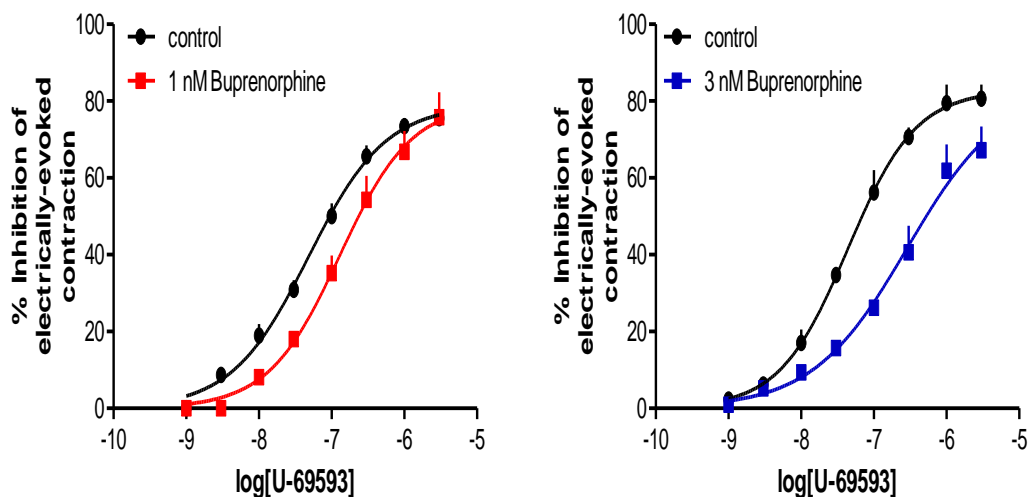 100
80
60
40
20
0
% Inhibition of
electrically-evoked
contraction
control
1 nM Buprenorphine
-10 -9 -8 -7 -6 -5
log[U-69593]
100
80
60
40
20
0
% Inhibition of
electrically-evoked
contraction
control
3 nM Buprenorphine
-10 -9 -8 -7 -6 -5
log[U-69593]